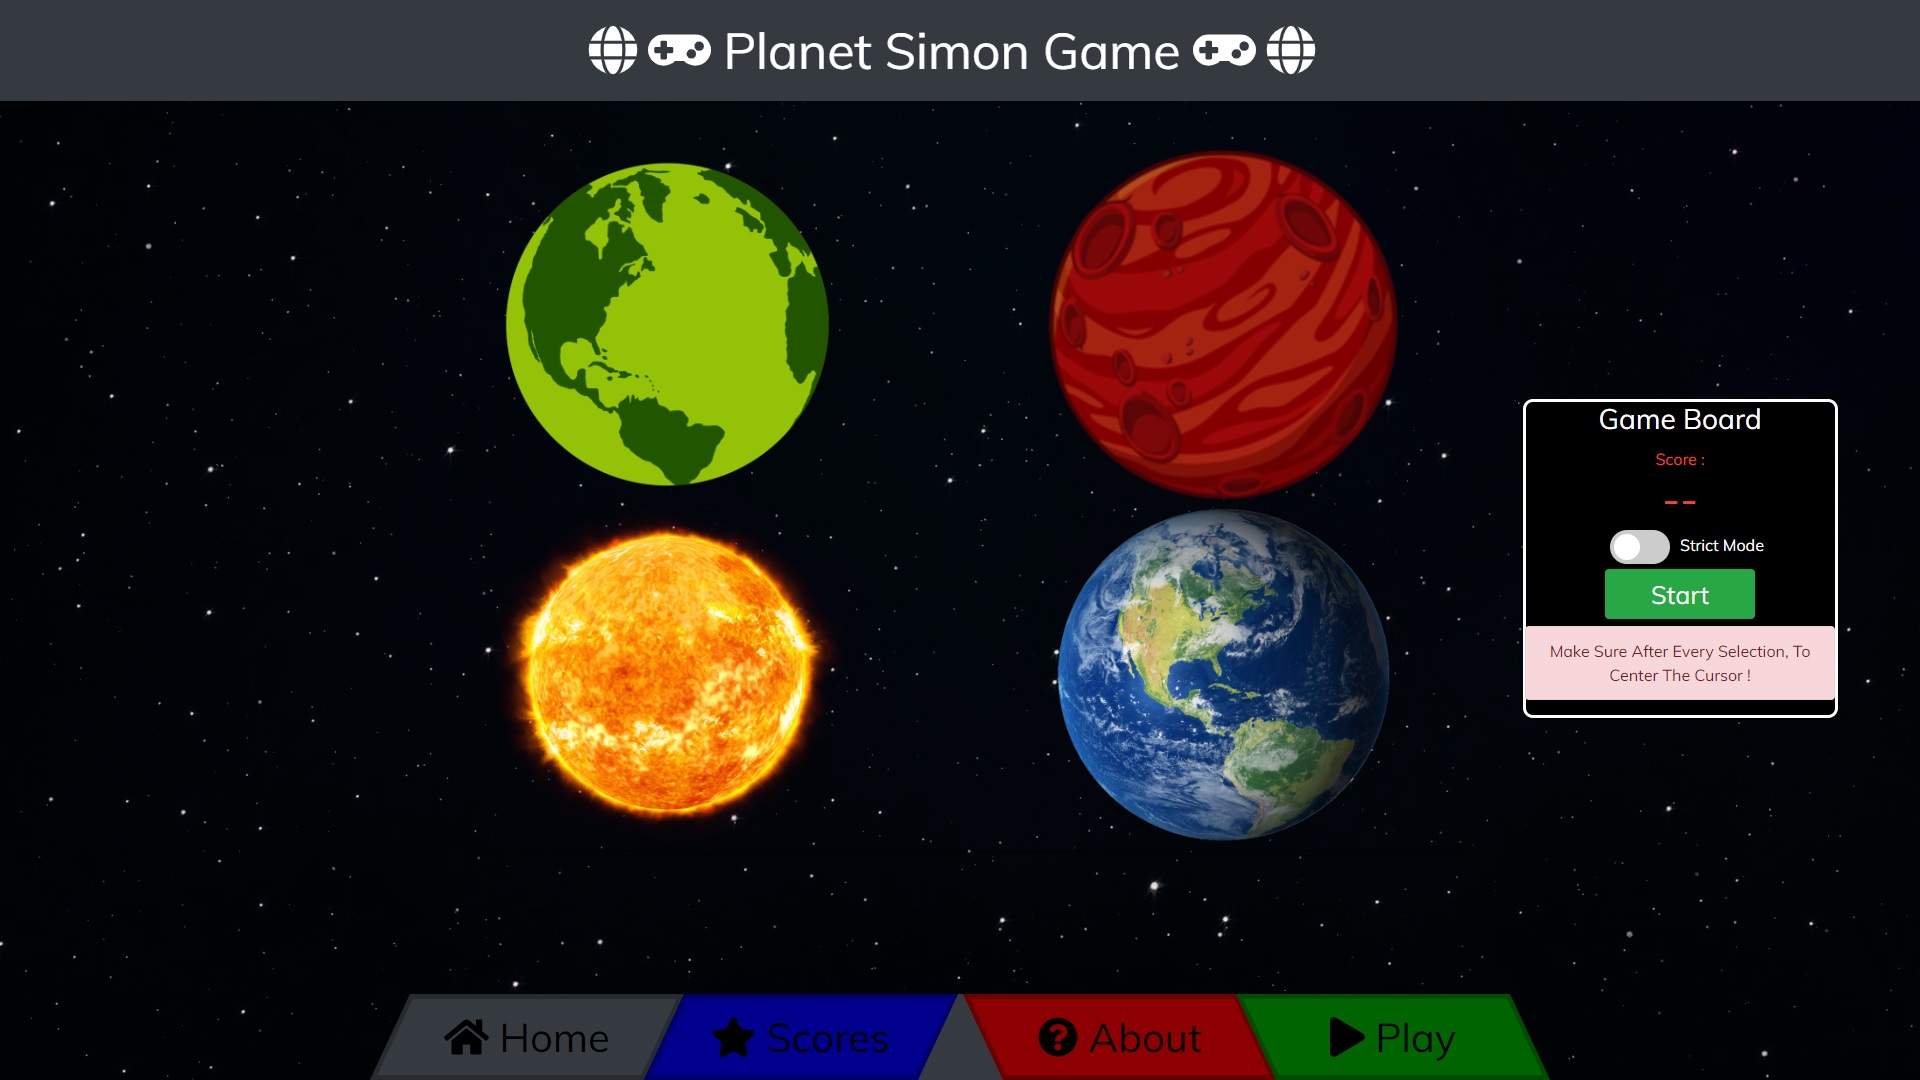 Planet Simon Game
Game Board
Score :
--
Strict Mode
Start
Make Sure After Every Selection, To
Center The Cursor !
Home
Scores
About
Play